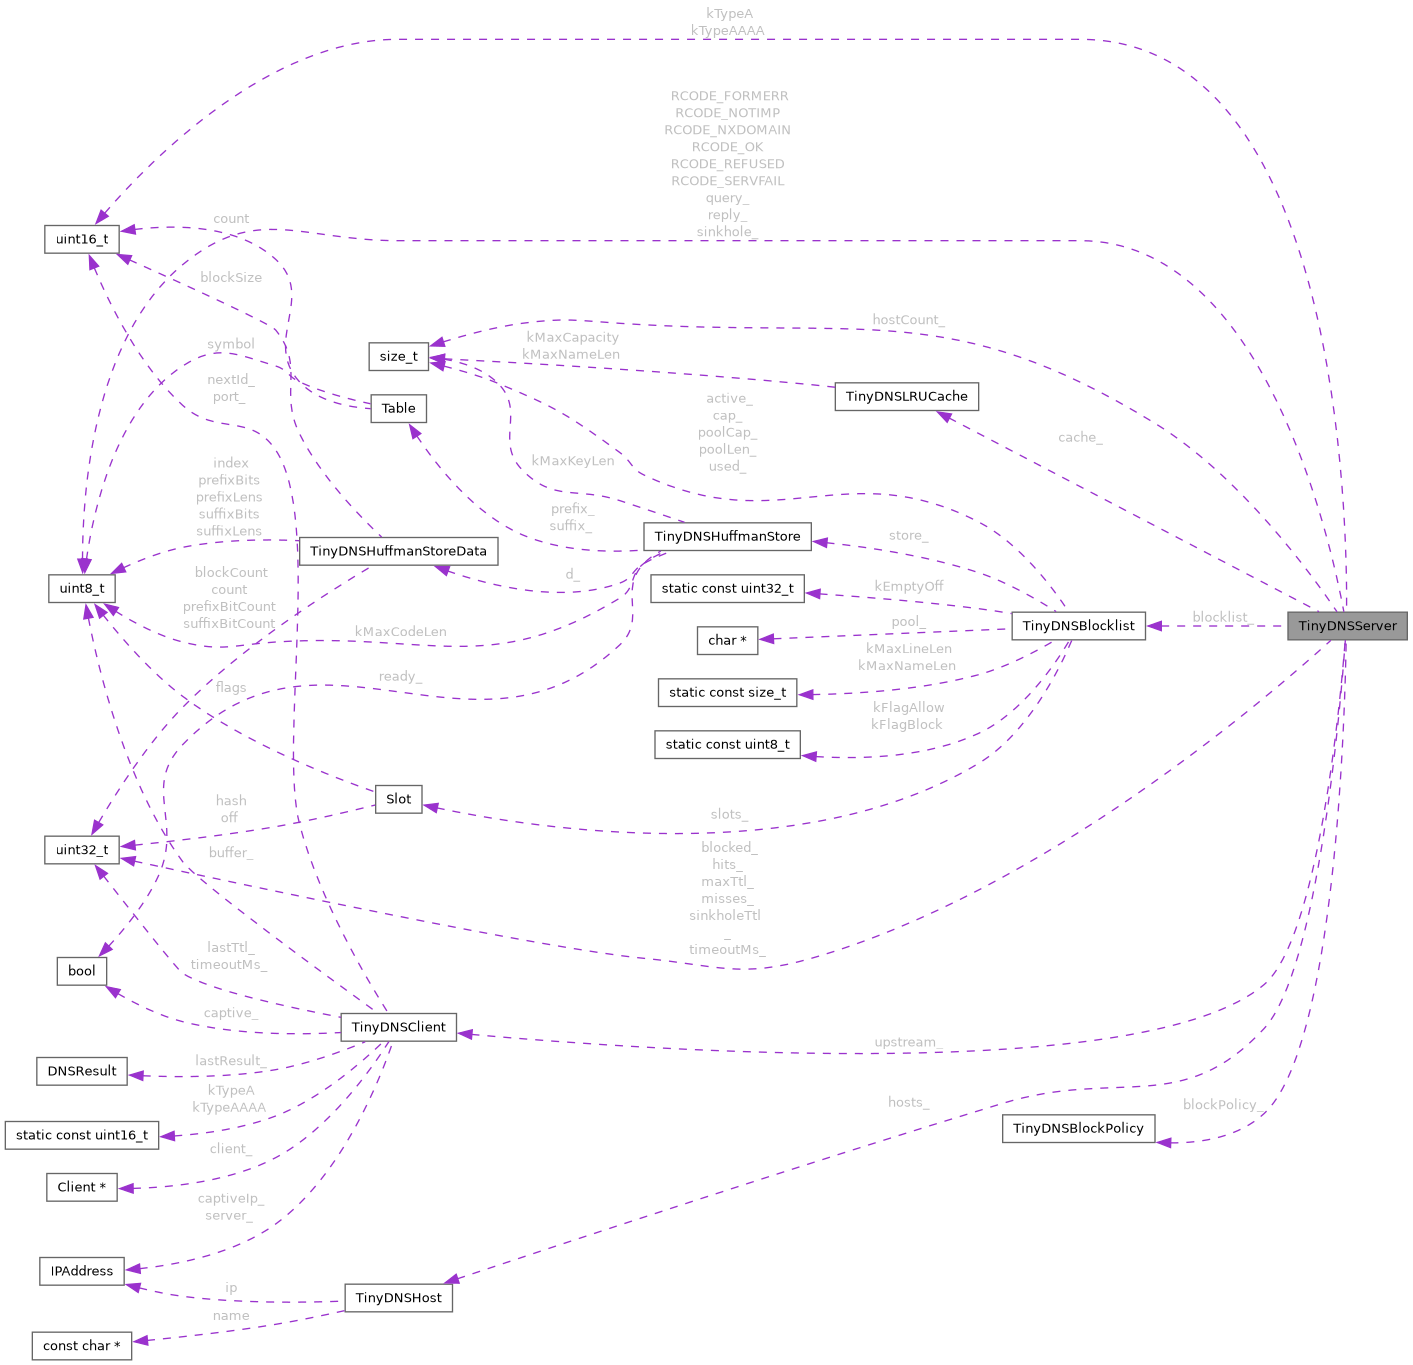 kTypeA
kTypeAAAA
RCODE_FORMERR
RCODE_NOTIMP
RCODE_NXDOMAIN
RCODE_OK
RCODE_REFUSED
RCODE_SERVFAIL
query_
reply_
sinkhole_
count
uint16_t
blockSize
hostCount_
kMaxCapacity
kMaxNameLen
symbol
size_t
nextId_
port_
TinyDNSLRUCache
Table
active_
cap_
poolCap_
poolLen_
used_
cache_
kMaxKeyLen
index
prefixBits
prefixLens
suffixBits
suffixLens
prefix_
suffix_
TinyDNSHuffmanStore
store_
TinyDNSHuffmanStoreData
d_
uint8_t
static const uint32_t
kEmptyOff
blockCount
count
prefixBitCount
suffixBitCount
kMaxCodeLen
char *
pool_
TinyDNSBlocklist
blocklist_
TinyDNSServer
kMaxLineLen
kMaxNameLen
ready_
flags
static const size_t
kFlagAllow
kFlagBlock
static const uint8_t
Slot
hash
off
slots_
uint32_t
buffer_
blocked_
hits_
maxTtl_
misses_
sinkholeTtl
_
timeoutMs_
lastTtl_
timeoutMs_
bool
captive_
TinyDNSClient
upstream_
lastResult_
DNSResult
kTypeA
kTypeAAAA
static const uint16_t
hosts_
blockPolicy_
TinyDNSBlockPolicy
client_
Client *
captiveIp_
server_
IPAddress
ip
TinyDNSHost
name
const char *